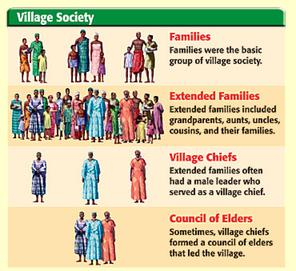 Village Society
Families
Families were the basic
group of village society.
Extended Families
Extended families included
grandparents, aunts, uncles,
cousins, and their families.
Village Chiefs
Extended families often
had a male leader who
served as a village chief.
Council of Elders
Sometimes, village chiefs
formed a council of elders
that led the village.